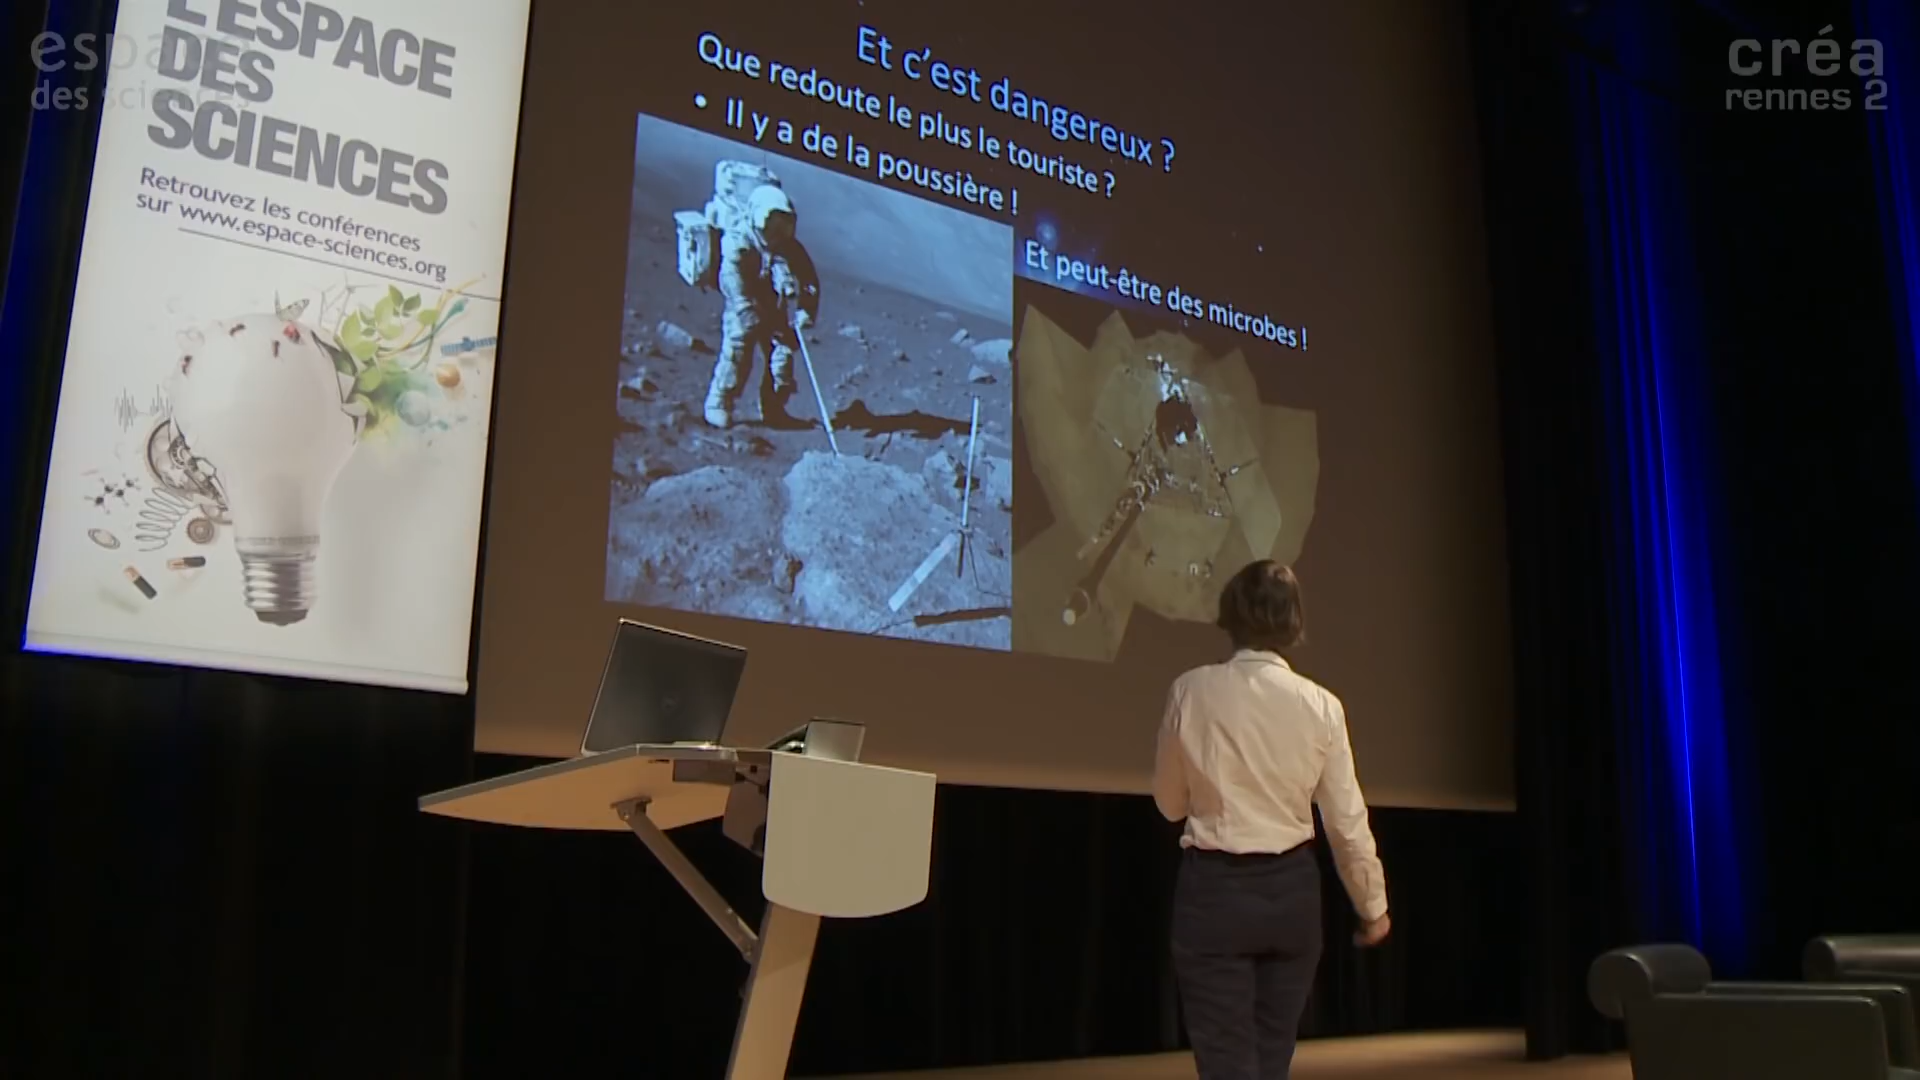 L'ESPACE
DES
SCIENCES
Retrouvez les conférences
sur www.espace-sciences.org
espace
des sciences
Et c'est dangereux ?
Que redoute le plus le touriste ?
• Il y a de la poussière !
Et peut-être des microbes !
créa
rennes 2